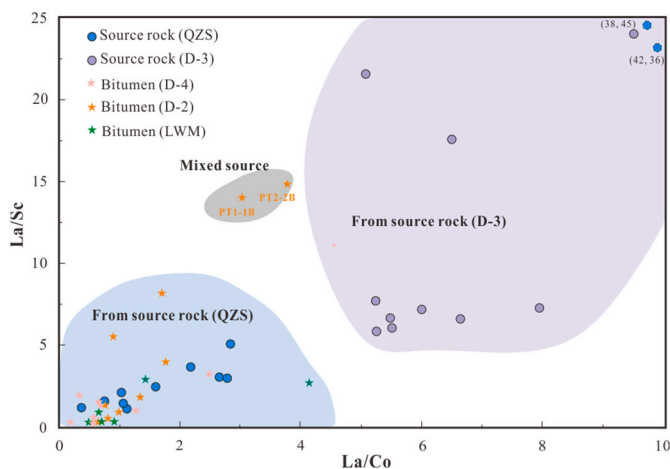 25
20
15
10
5
0
La/Sc
Source rock (QZS)
Source rock (D-3)
Bitumen (D-4)
Bitumen (D-2)
Bitumen (LWM)
(38, 45)
(42, 36)
Mixed source
PT2-2B
PT1-1B
From source rock (D-3)
From source rock (QZS)
0 2 4 6 8 10
La/Co